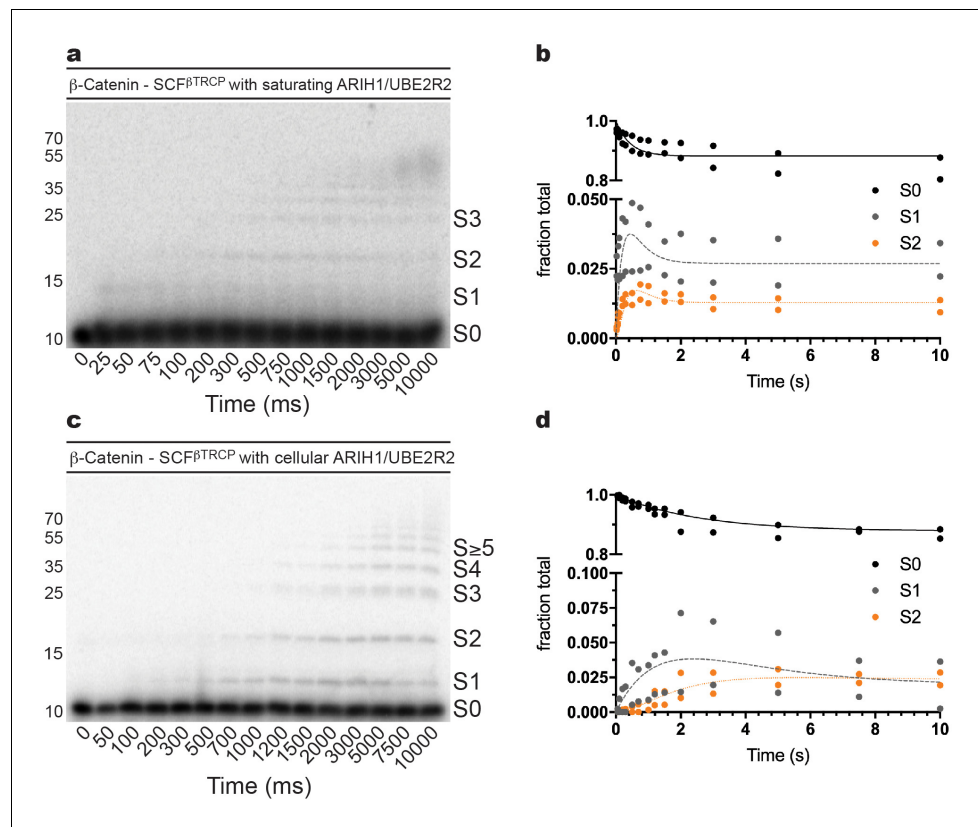 a
β-Catenin - SCFβTRCP with saturating ARIH1/UBE2R2
70
55
35
25
15
10
S3
S2
S1
S0
0 25 50 75 100 200 300 500 750 1000 1500 2000 3000 5000 10000
Time (ms)
b
1.0
0.8
0.050
0.025
0.000
fraction total
S0
S1
S2
0 2 4 6 8 10
Time (s)
c
β-Catenin - SCFβTRCP with cellular ARIH1/UBE2R2
70
55
35
25
15
10
S≥5
S4
S3
S2
S1
S0
0 50 100 200 300 500 700 1000 1200 1500 2000 3000 5000 7500 10000
Time (ms)
d
1.0
0.8
0.100
0.075
0.050
0.025
0.000
fraction total
S0
S1
S2
0 2 4 6 8 10
Time (s)